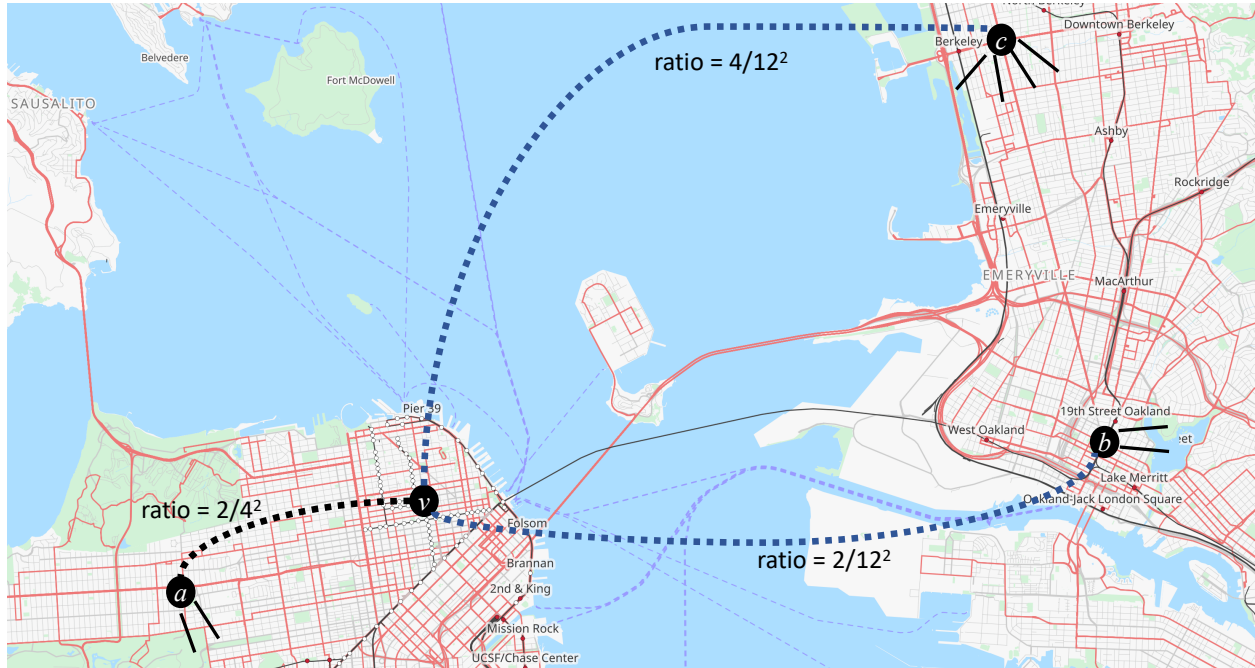 North Berkeley
Downtown Berkeley
Berkeley
c
Belvedere
ratio = 4/12²
Fort McDowell
SAUSALITO
Ashby
Rockridge
Emeryville
EMERYVILLE
MacArthur
Pier 39
19th Street Oakland
West Oakland
b
eet
Lake Merritt
v
Oakland-Jack London Square
ratio = 2/4²
Folsom
ratio = 2/12²
Brannan
a
2nd & King
Mission Rock
UCSF/Chase Center